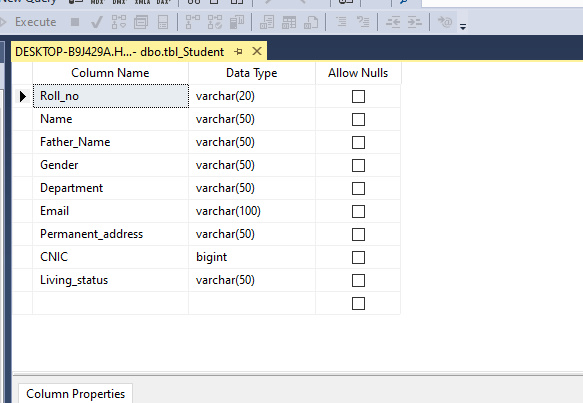 New Query
MDX
DMX
XMLA
DAX
Execute
DESKTOP-B9J429A.H...- dbo.tbl_Student
Column Name Data Type Allow Nulls
Roll_no varchar(20)
Name varchar(50)
Father_Name varchar(50)
Gender varchar(50)
Department varchar(50)
Email varchar(100)
Permanent_address varchar(50)
CNIC bigint
Living_status varchar(50)
Column Properties